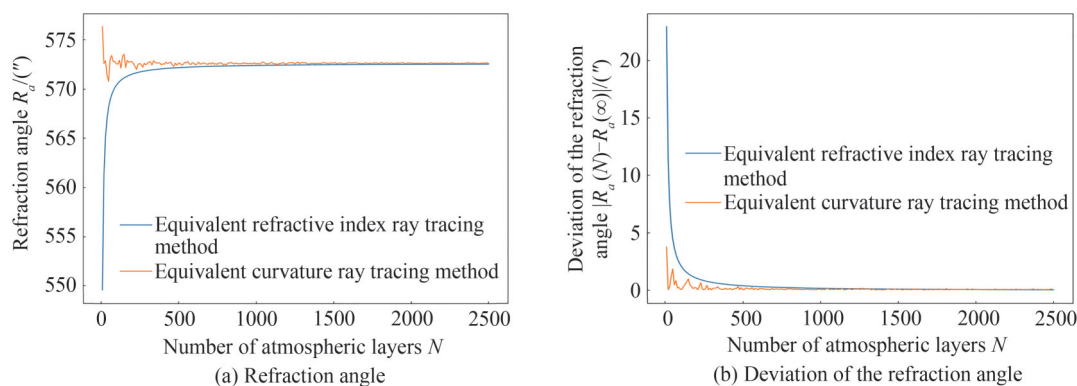 575
570
565
560
555
550
Refraction angle Rₐ/(″)
Equivalent refractive index ray tracing
method
Equivalent curvature ray tracing method
0
500
1000
1500
2000
2500
Number of atmospheric layers N
(a) Refraction angle
20
15
10
5
0
Deviation of the refraction
angle |Rₐ(N)−Rₐ(∞)|/(″)
Equivalent refractive index ray tracing
method
Equivalent curvature ray tracing method
0
500
1000
1500
2000
2500
Number of atmospheric layers N
(b) Deviation of the refraction angle